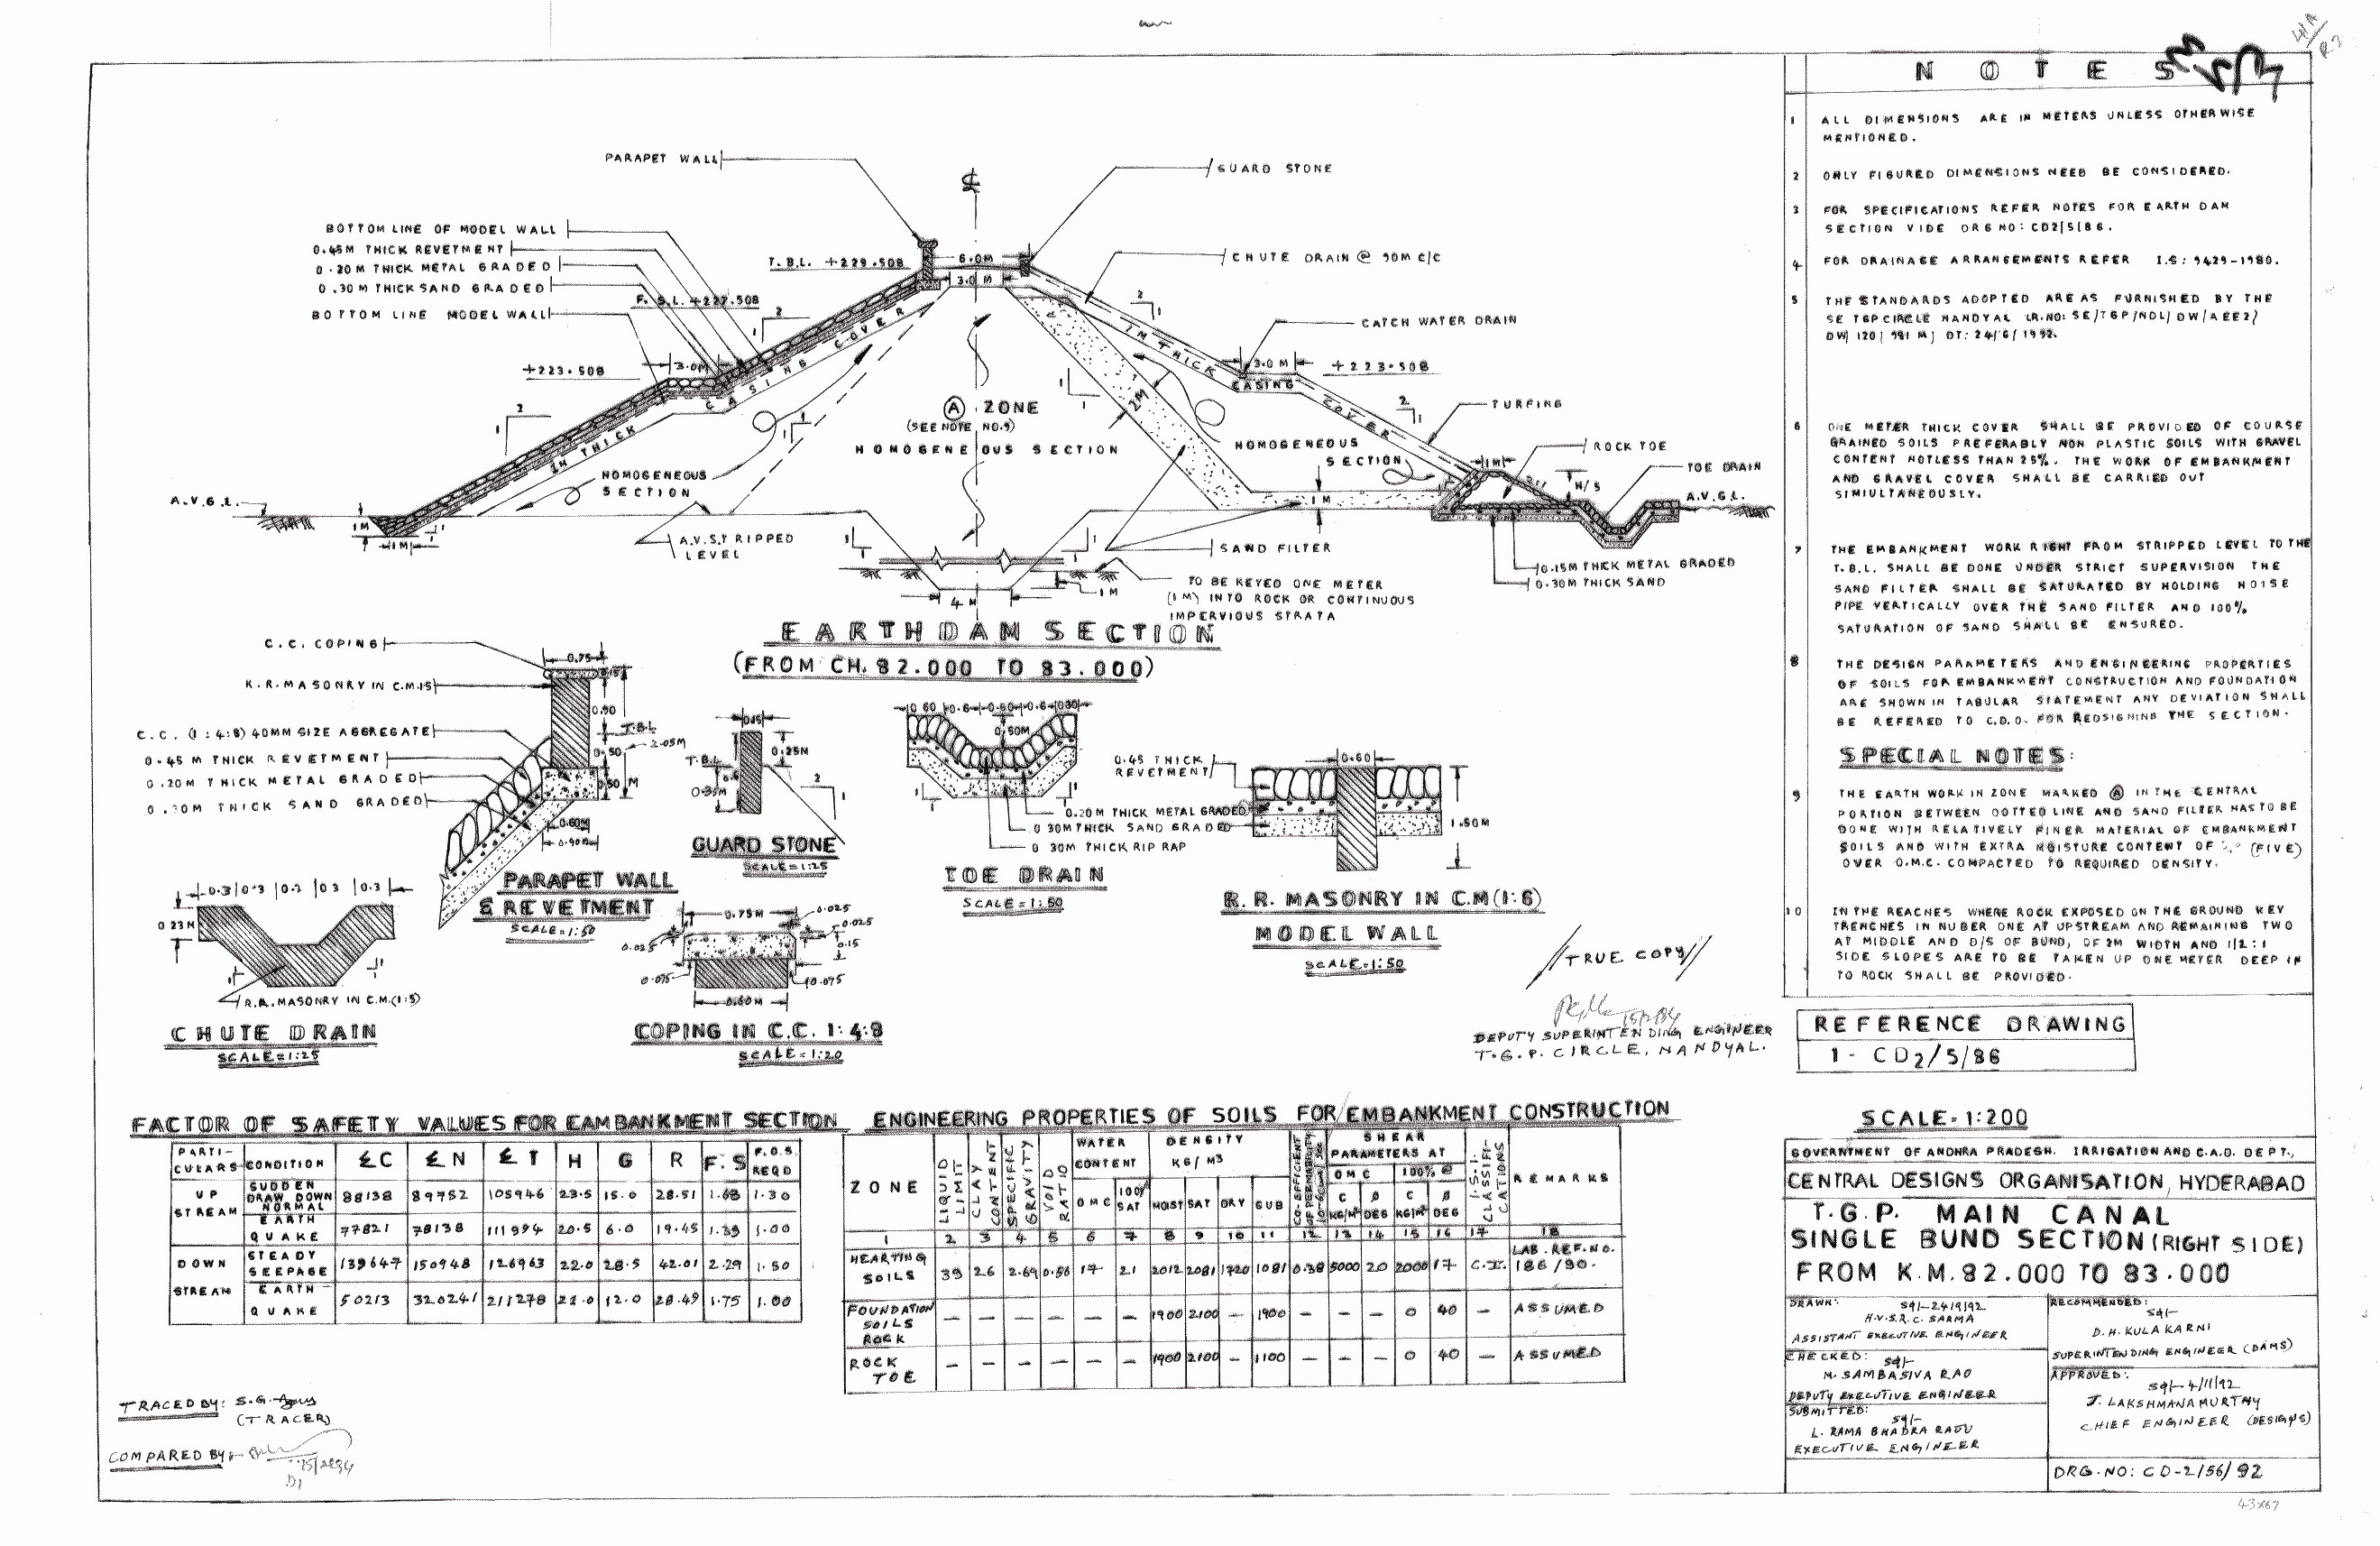 PARAPET WALL
GUARD STONE
BOTTOM LINE OF MODEL WALL
0.45M THICK REVETMENT
0.20M THICK METAL GRADED
0.30 M THICK SAND GRADED
BOTTOM LINE MODEL WALL
T.B.L. +229.508
6.0M
3.0 M
F.S.L. +227.508
CHUTE DRAIN @ 90M C/C
CATCH WATER DRAIN
+223.508
3.0M
3.0 M
+223.508
2
1
CASING COVER
IM THICK
IM THICK
CASING
COVER
A ZONE
(SEE NOTE NO.9)
HOMOGENEOUS SECTION
2M
HOMOGENEOUS
SECTION
HOMOGENEOUS
SECTION
TURFING
ROCK TOE
TOE DRAIN
1M
H/5
A.V.G.L.
A.V.G.L.
1M
1M
1M
A.V.STRIPPED
LEVEL
SAND FILTER
0.15M THICK METAL GRADED
0.30M THICK SAND
4 M
1M
TO BE KEYED ONE METER
(1 M) INTO ROCK OR CONTINUOUS
IMPERVIOUS STRATA
EARTH DAM SECTION
(FROM CH. 82.000 TO 83.000)
C.C. COPING
R.R. MASONRY IN C.M.15
C.C. (1:4:8) 40MM SIZE AGGREGATE
0.45 M THICK REVETMENT
0.20M THICK METAL GRADED
0.30M THICK SAND GRADED
0.75
0.15
0.90
T.B.L
2.05M
0.50
0.50
0.60M
0.90M
PARAPET WALL
& REVETMENT
SCALE=1:50
0.15
0.25M
T.B.L
0.35M
2
1
GUARD STONE
SCALE=1:25
0.60 0.6 0.60 0.6 0.30
0.50M
0.20M THICK METAL GRADED
0 30M THICK SAND GRADED
0 30M THICK RIP RAP
TOE DRAIN
SCALE=1:50
0.45 THICK
REVETMENT
0.60
1.50M
R.R. MASONRY IN C.M(1:6)
MODEL WALL
SCALE=1:50
0.3 0.3 0.3 0.3 0.3
0 23M
R.R. MASONRY IN C.M.(1:5)
CHUTE DRAIN
SCALE=1:25
0.75M
0.025
0.025
0.15
0.075
0.075
0.60M
COPING IN C.C. 1:4:8
SCALE=1:20
//TRUE COPY//
DEPUTY SUPERINTENDING ENGINEER
T.G.P. CIRCLE, NANDYAL.
FACTOR OF SAFETY VALUES FOR EAMBANKMENT SECTION
PARTICULARS CONDITION ΣC ΣN ΣT H G R F.S F.O.S. REQD
UP STREAM SUDDEN DRAW DOWN NORMAL 88138 89752 105946 23.5 15.0 28.51 1.68 1.30
EARTH QUAKE 77821 78138 111994 20.5 6.0 19.45 1.39 1.00
DOWN STREAM STEADY SEEPAGE 139647 150948 126963 22.0 28.5 42.01 2.29 1.50
EARTH QUAKE 50213 320241 211278 21.0 12.0 28.49 1.75 1.00
ENGINEERING PROPERTIES OF SOILS FOR EMBANKMENT CONSTRUCTION
ZONE LIQUID LIMIT CLAY CONTENT SPECIFIC GRAVITY VOID RATIO WATER CONTENT DENSITY KG/M3 CO-EFFICIENT OF PERMEABILITY SHEAR PARAMETERS AT I.S.I. CLASSIFICATIONS REMARKS
OMC 100% SAT MOIST SAT DRY SUB OMC 100% @
C KG/M² Ø DEG C KG/M² Ø DEG
1 2 3 4 5 6 7 8 9 10 11 12 13 14 15 16 17 18
HEARTING SOILS 39 26 2.69 0.56 17 21 2012 2081 1720 1081 0.38 5000 20 2000 17 C.I. LAB.REF.NO. 186/90.
FOUNDATION SOILS ROCK – – – – – – 1900 2100 – 1900 – – – 0 40 – ASSUMED
ROCK TOE – – – – – – 1900 2100 – 1100 – – – 0 40 – ASSUMED
TRACED BY: S.G.
(TRACER)
COMPARED BY:-
NOTES
1 ALL DIMENSIONS ARE IN METERS UNLESS OTHERWISE
MENTIONED.
2 ONLY FIGURED DIMENSIONS NEED BE CONSIDERED.
3 FOR SPECIFICATIONS REFER NOTES FOR EARTH DAM
SECTION VIDE DRG NO: CD2/5/86.
4 FOR DRAINAGE ARRANGEMENTS REFER I.S: 9429-1980.
5 THE STANDARDS ADOPTED ARE AS FURNISHED BY THE
SE TGP CIRCLE NANDYAL LR.NO: SE/TGP/NDL/DW/AEE2/
DW/120/981 M/ DT: 24/6/1992.
6 ONE METER THICK COVER SHALL BE PROVIDED OF COURSE
GRAINED SOILS PREFERABLY NON PLASTIC SOILS WITH GRAVEL
CONTENT NOTLESS THAN 25%. THE WORK OF EMBANKMENT
AND GRAVEL COVER SHALL BE CARRIED OUT
SIMIULTANEOUSLY.
7 THE EMBANKMENT WORK RIGHT FROM STRIPPED LEVEL TO THE
T.B.L. SHALL BE DONE UNDER STRICT SUPERVISION THE
SAND FILTER SHALL BE SATURATED BY HOLDING HOISE
PIPE VERTICALLY OVER THE SAND FILTER AND 100%
SATURATION OF SAND SHALL BE ENSURED.
8 THE DESIGN PARAMETERS AND ENGINEERING PROPERTIES
OF SOILS FOR EMBANKMENT CONSTRUCTION AND FOUNDATION
ARE SHOWN IN TABULAR STATEMENT ANY DEVIATION SHALL
BE REFERED TO C.D.O. FOR REDSIGNING THE SECTION.
SPECIAL NOTES:
9 THE EARTH WORK IN ZONE MARKED A IN THE CENTRAL
PORTION BETWEEN DOTTED LINE AND SAND FILTER HAS TO BE
DONE WITH RELATIVELY FINER MATERIAL OF EMBANKMENT
SOILS AND WITH EXTRA MOISTURE CONTENT OF (FIVE)
OVER O.M.C. COMPACTED TO REQUIRED DENSITY.
10 IN THE REACHES WHERE ROCK EXPOSED ON THE GROUND KEY
TRENCHES IN NUBER ONE AT UPSTREAM AND REMAINING TWO
AT MIDDLE AND D/S OF BUND, OF 2M WIDTH AND 1/2:1
SIDE SLOPES ARE TO BE TAKEN UP ONE METER DEEP IN
TO ROCK SHALL BE PROVIDED.
REFERENCE DRAWING
1- CD2/5/86
SCALE-1:200
GOVERNTMENT OF ANDHRA PRADESH. IRRIGATION AND C.A.D. DEPT.,
CENTRAL DESIGNS ORGANISATION, HYDERABAD
T.G.P. MAIN CANAL
SINGLE BUND SECTION (RIGHT SIDE)
FROM K.M. 82.000 TO 83.000
DRAWN: Sd/-24/9/92
H.V.S.R.C. SARMA
ASSISTANT EXECUTIVE ENGINEER
CHECKED: Sd/-
M. SAMBASIVA RAO
DEPUTY EXECUTIVE ENGINEER
SUBMITTED: Sd/-
L. RAMA BHADRA RAJU
EXECUTIVE ENGINEER
RECOMMENDED: Sd/-
D.H. KULAKARNI
SUPERINTENDING ENGINEER (DAMS)
APPROVED: Sd/-4/11/92
J. LAKSHMANAMURTHY
CHIEF ENGINEER (DESIGNS)
DRG.NO: CD-2/56/92
43x67